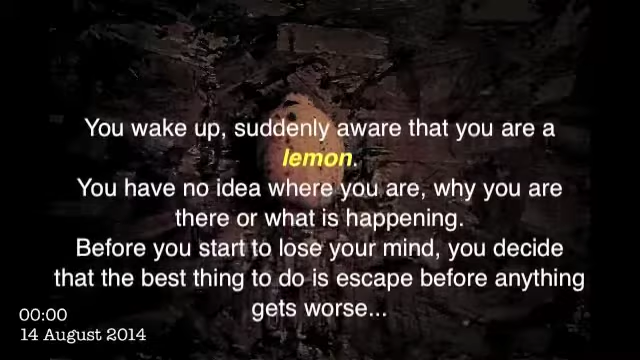 You wake up, suddenly aware that you are a
lemon.
You have no idea where you are, why you are
there or what is happening.
Before you start to lose your mind, you decide
that the best thing to do is escape before anything
gets worse...
00:00
14 August 2014